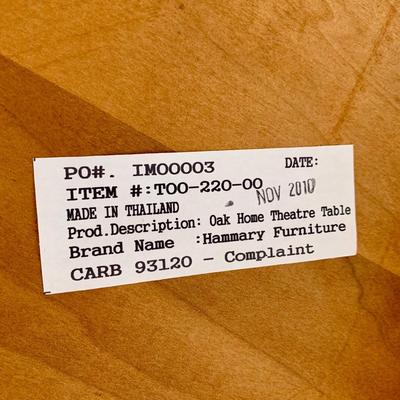 PO#. IM00003 DATE:
ITEM #:T00-220-00 NOV 2010
MADE IN THAILAND
Prod.Description: Oak Home Theatre Table
Brand Name :Hammary Furniture
CARB 93120 - Complaint